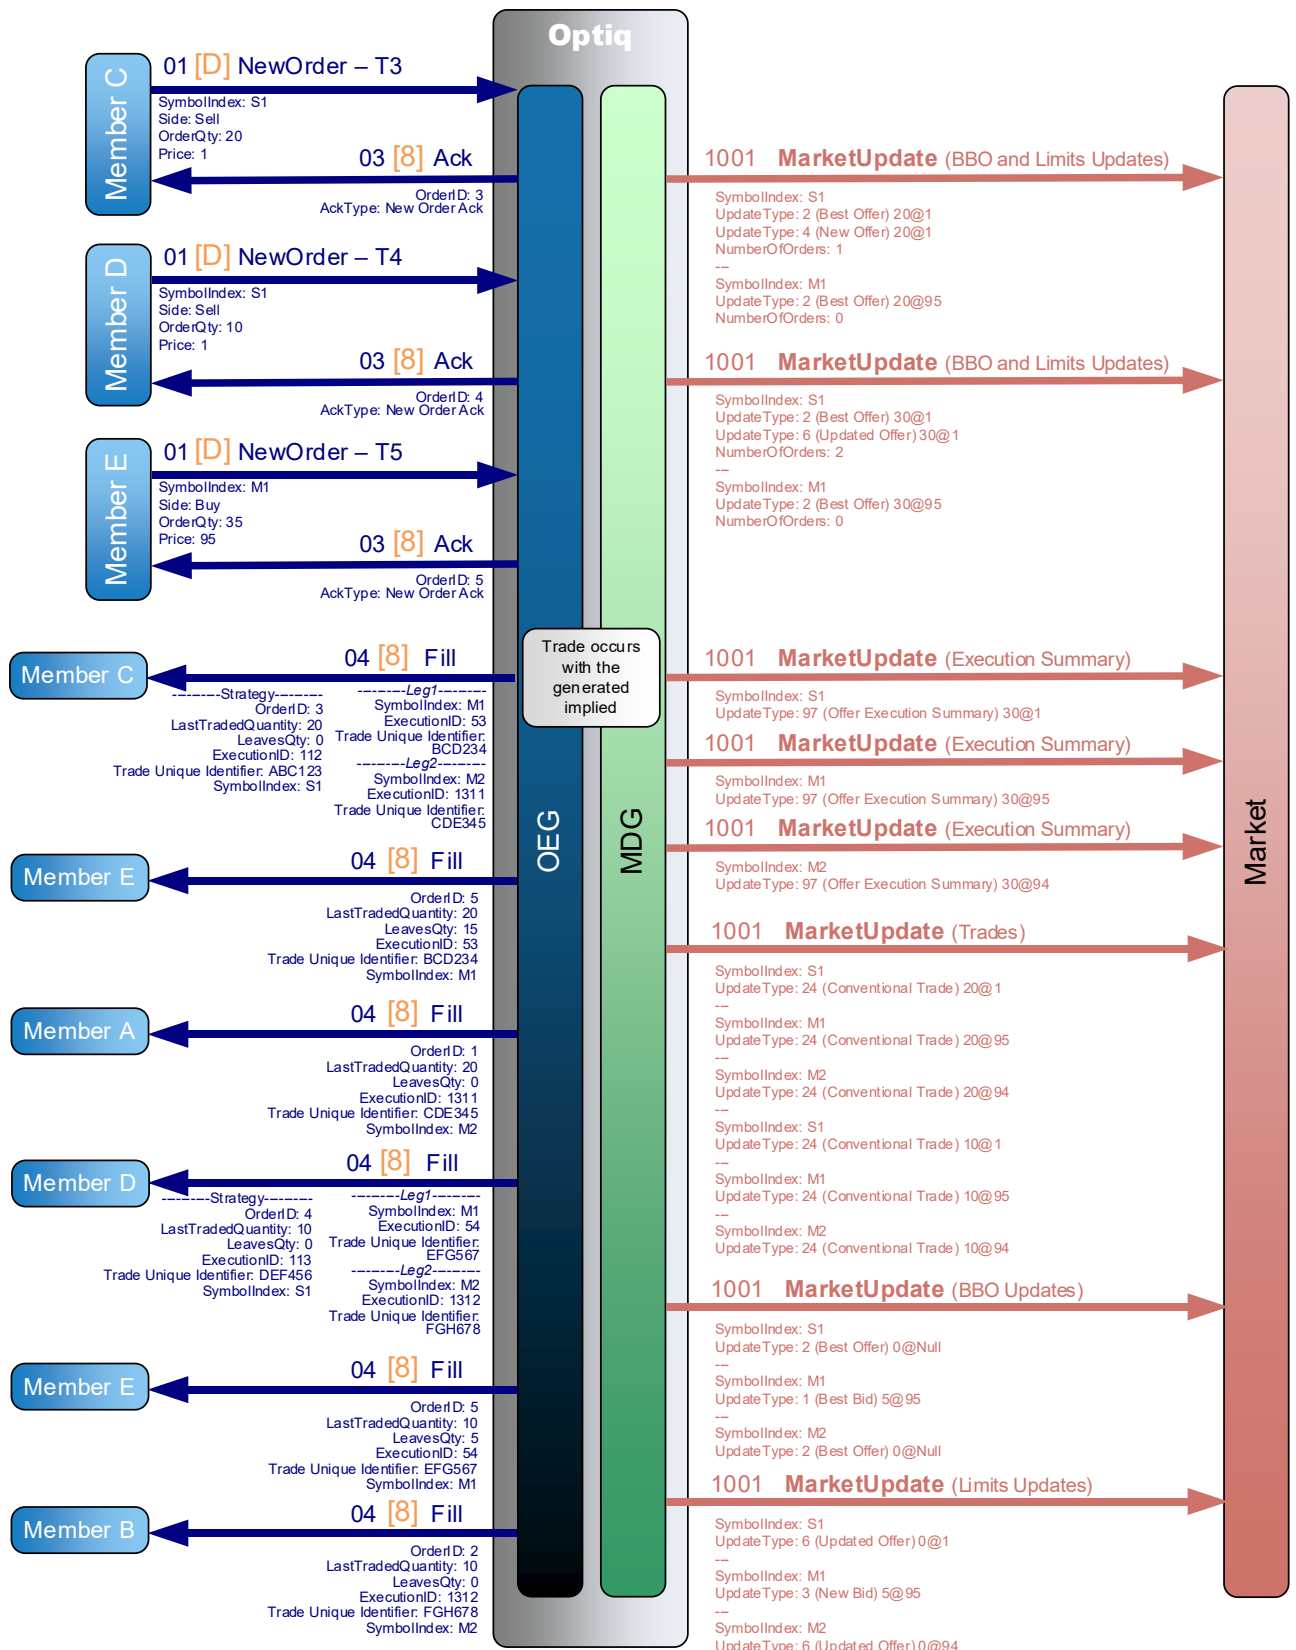 Optiq
Member C
01 [D] NewOrder – T3
SymbolIndex: S1
Side: Sell
OrderQty: 20
Price: 1
03 [8] Ack
OrderID: 3
AckType: New Order Ack
1001 MarketUpdate (BBO and Limits Updates)
SymbolIndex: S1
UpdateType: 2 (Best Offer) 20@1
UpdateType: 4 (New Offer) 20@1
NumberOfOrders: 1
---
SymbolIndex: M1
UpdateType: 2 (Best Offer) 20@95
NumberOfOrders: 0
Member D
01 [D] NewOrder – T4
SymbolIndex: S1
Side: Sell
OrderQty: 10
Price: 1
03 [8] Ack
OrderID: 4
AckType: New Order Ack
1001 MarketUpdate (BBO and Limits Updates)
SymbolIndex: S1
UpdateType: 2 (Best Offer) 30@1
UpdateType: 6 (Updated Offer) 30@1
NumberOfOrders: 2
---
SymbolIndex: M1
UpdateType: 2 (Best Offer) 30@95
NumberOfOrders: 0
Member E
01 [D] NewOrder – T5
SymbolIndex: M1
Side: Buy
OrderQty: 35
Price: 95
03 [8] Ack
OrderID: 5
AckType: New Order Ack
Trade occurs
with the
generated
implied
OEG
MDG
Market
Member C
04 [8] Fill
---------Strategy---------
OrderID: 3
LastTradedQuantity: 20
LeavesQty: 0
ExecutionID: 112
Trade Unique Identifier: ABC123
SymbolIndex: S1
---------Leg1---------
SymbolIndex: M1
ExecutionID: 53
Trade Unique Identifier:
BCD234
---------Leg2---------
SymbolIndex: M2
ExecutionID: 1311
Trade Unique Identifier:
CDE345
1001 MarketUpdate (Execution Summary)
SymbolIndex: S1
UpdateType: 97 (Offer Execution Summary) 30@1
1001 MarketUpdate (Execution Summary)
SymbolIndex: M1
UpdateType: 97 (Offer Execution Summary) 30@95
1001 MarketUpdate (Execution Summary)
SymbolIndex: M2
UpdateType: 97 (Offer Execution Summary) 30@94
Member E
04 [8] Fill
OrderID: 5
LastTradedQuantity: 20
LeavesQty: 15
ExecutionID: 53
Trade Unique Identifier: BCD234
SymbolIndex: M1
1001 MarketUpdate (Trades)
SymbolIndex: S1
UpdateType: 24 (Conventional Trade) 20@1
---
SymbolIndex: M1
UpdateType: 24 (Conventional Trade) 20@95
---
SymbolIndex: M2
UpdateType: 24 (Conventional Trade) 20@94
---
SymbolIndex: S1
UpdateType: 24 (Conventional Trade) 10@1
---
SymbolIndex: M1
UpdateType: 24 (Conventional Trade) 10@95
---
SymbolIndex: M2
UpdateType: 24 (Conventional Trade) 10@94
Member A
04 [8] Fill
OrderID: 1
LastTradedQuantity: 20
LeavesQty: 0
ExecutionID: 1311
Trade Unique Identifier: CDE345
SymbolIndex: M2
Member D
04 [8] Fill
---------Strategy---------
OrderID: 4
LastTradedQuantity: 10
LeavesQty: 0
ExecutionID: 113
Trade Unique Identifier: DEF456
SymbolIndex: S1
---------Leg1---------
SymbolIndex: M1
ExecutionID: 54
Trade Unique Identifier:
EFG567
---------Leg2---------
SymbolIndex: M2
ExecutionID: 1312
Trade Unique Identifier:
FGH678
1001 MarketUpdate (BBO Updates)
SymbolIndex: S1
UpdateType: 2 (Best Offer) 0@Null
---
SymbolIndex: M1
UpdateType: 1 (Best Bid) 5@95
---
SymbolIndex: M2
UpdateType: 2 (Best Offer) 0@Null
Member E
04 [8] Fill
OrderID: 5
LastTradedQuantity: 10
LeavesQty: 5
ExecutionID: 54
Trade Unique Identifier: EFG567
SymbolIndex: M1
1001 MarketUpdate (Limits Updates)
SymbolIndex: S1
UpdateType: 6 (Updated Offer) 0@1
---
SymbolIndex: M1
UpdateType: 3 (New Bid) 5@95
---
SymbolIndex: M2
UpdateType: 6 (Updated Offer) 0@94
Member B
04 [8] Fill
OrderID: 2
LastTradedQuantity: 10
LeavesQty: 0
ExecutionID: 1312
Trade Unique Identifier: FGH678
SymbolIndex: M2